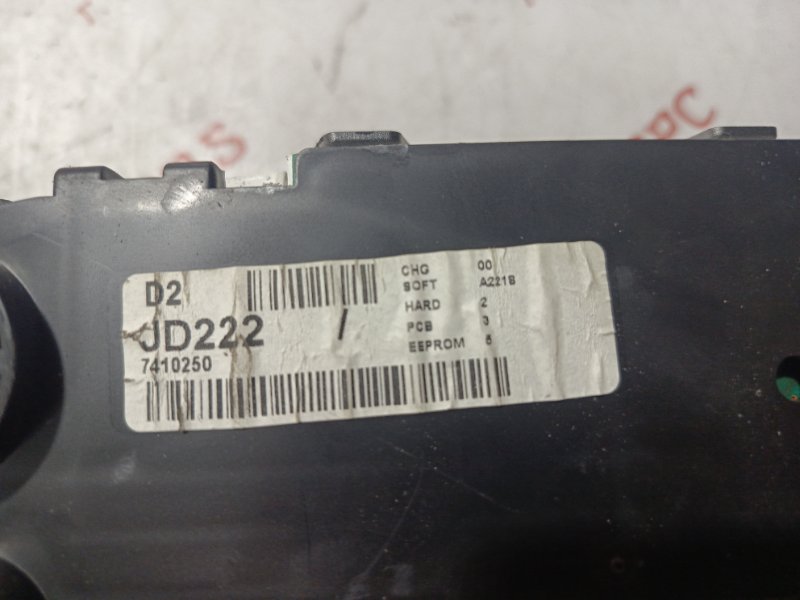 D2
JD222 /
7410250
CHG 00
SOFT A221B
HARD 2
PCB 3
EEPROM 5